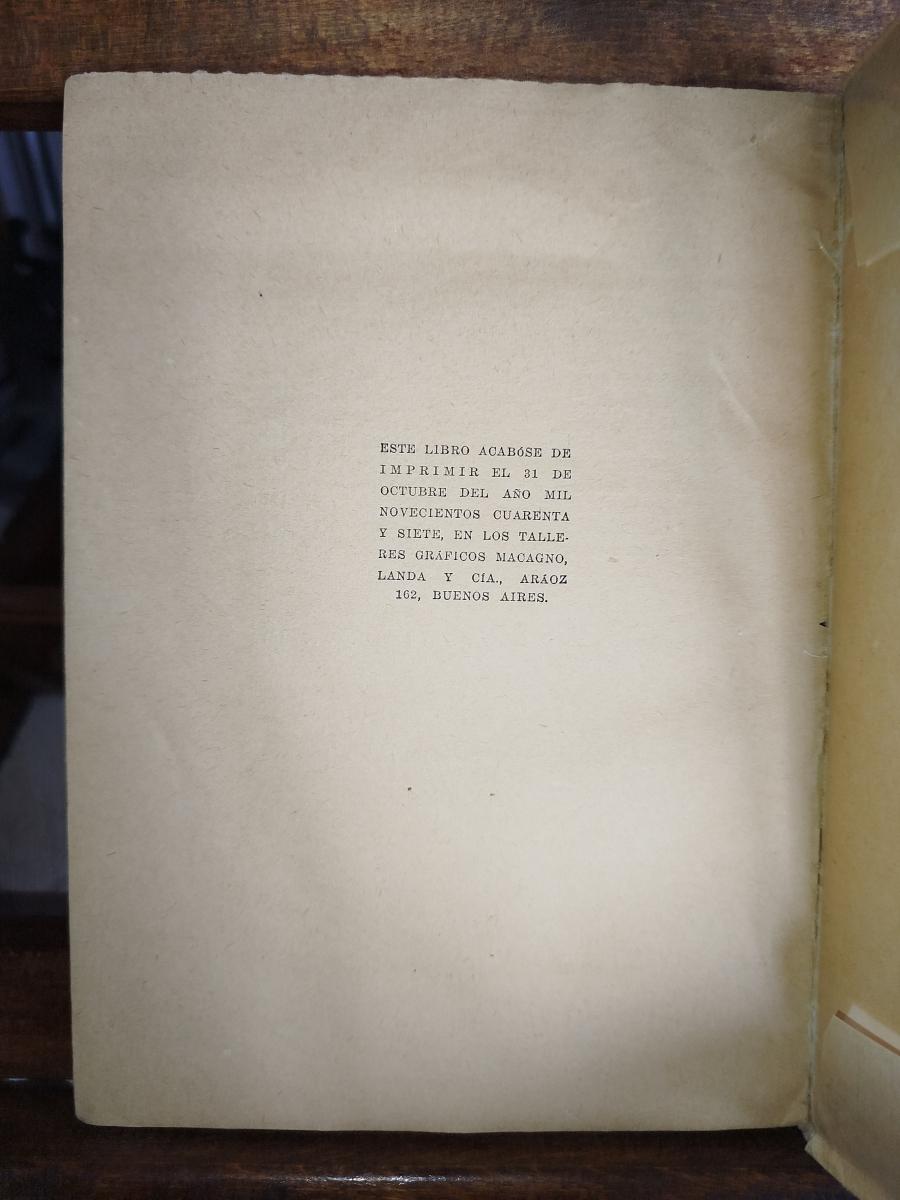 ESTE LIBRO ACABóSE DE
IMPRIMIR EL 31 DE
OCTUBRE DEL AÑO MIL
NOVECIENTOS CUARENTA
Y SIETE, EN LOS TALLE-
RES GRÁFICOS MACAGNO,
LANDA Y CÍA., ARÁOZ
162, BUENOS AIRES.